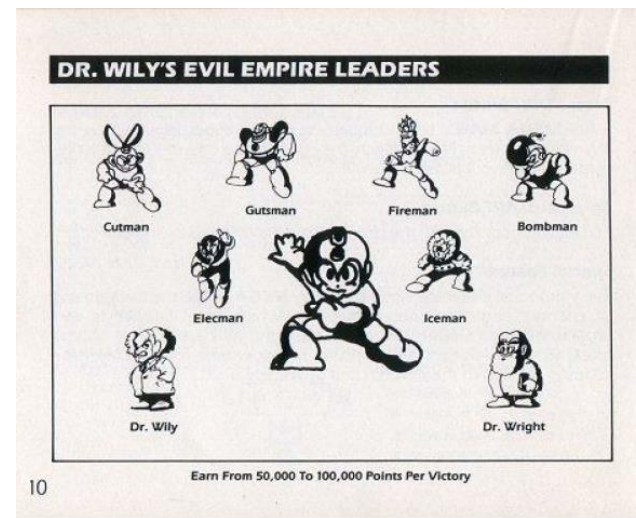 DR. WILY'S EVIL EMPIRE LEADERS
Cutman
Gutsman
Fireman
Bombman
Elecman
Iceman
Dr. Wily
Dr. Wright
Earn From 50,000 To 100,000 Points Per Victory
10